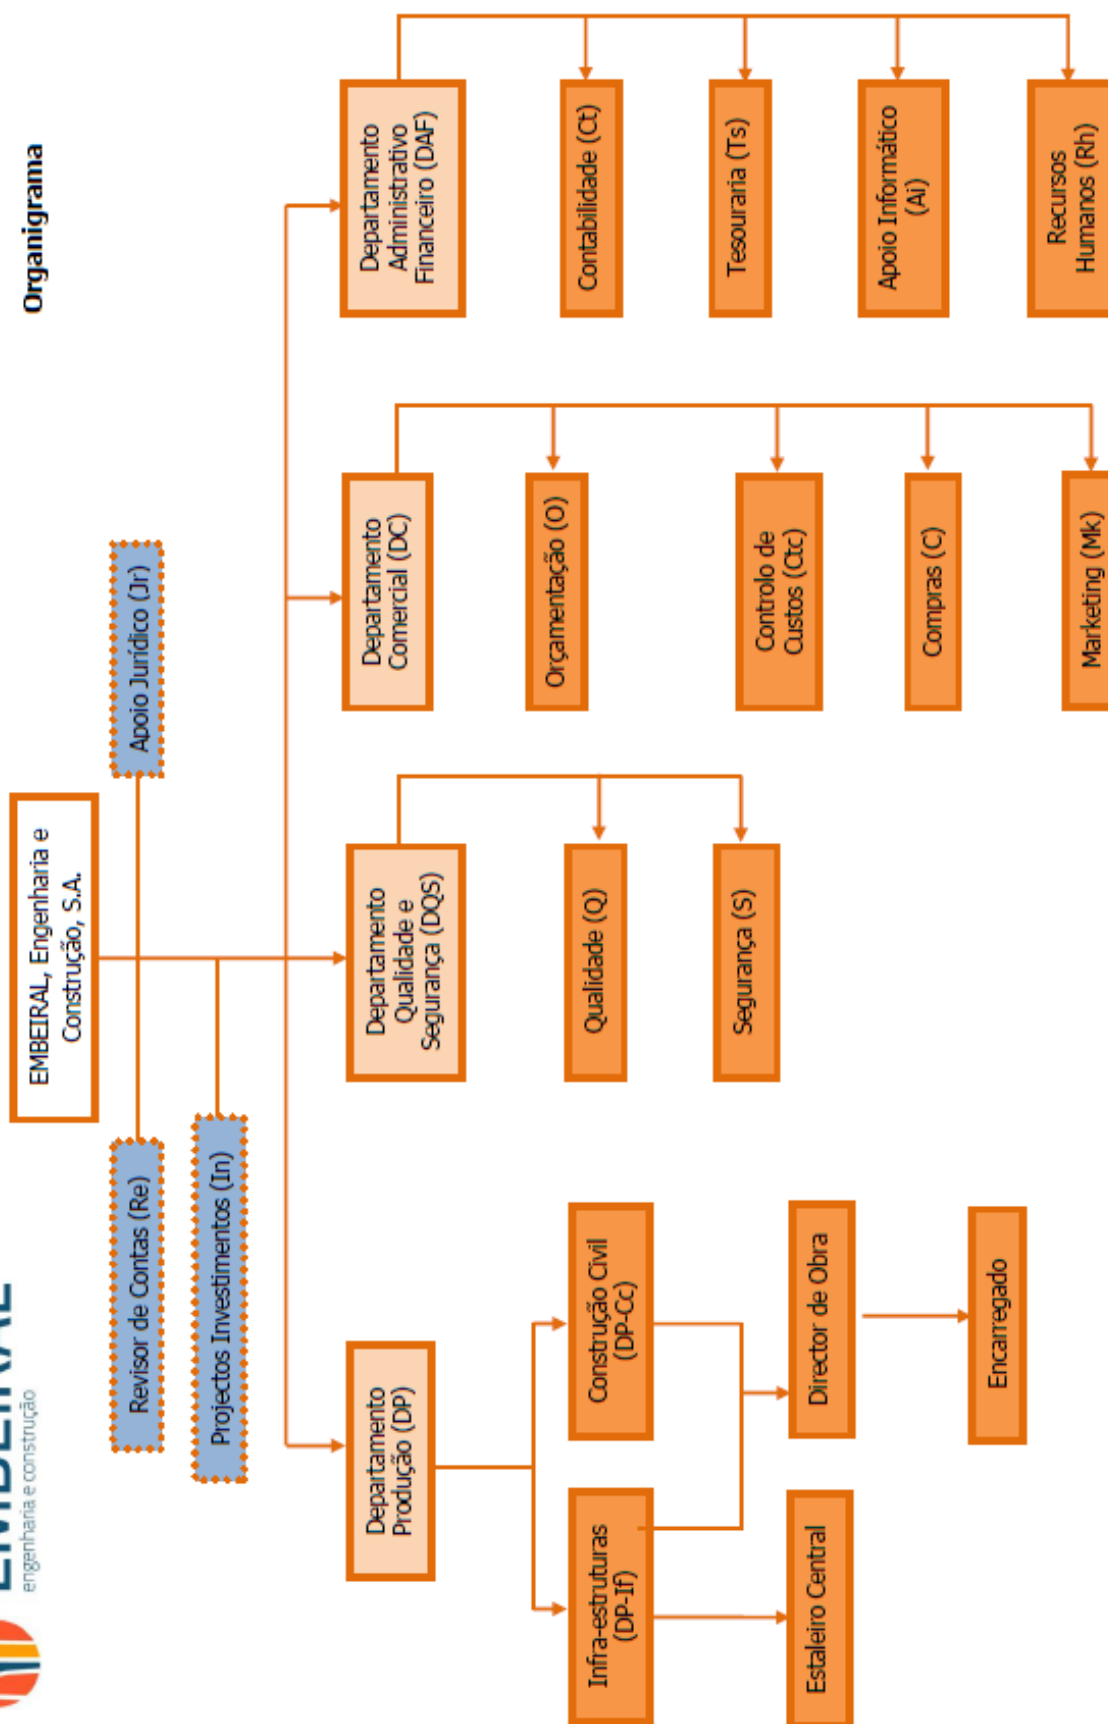 EMBEIRAL
engenharia e construção
Organigrama
EMBEIRAL, Engenharia e
Construção, S.A.
Revisor de Contas (Re)
Apoio Jurídico (Jr)
Projectos Investimentos (In)
Departamento
Produção (DP)
Departamento
Qualidade e
Segurança (DQS)
Departamento
Comercial (DC)
Departamento
Administrativo
Financeiro (DAF)
Infra-estruturas
(DP-If)
Construção Civil
(DP-Cc)
Qualidade (Q)
Orçamentação (O)
Contabilidade (Ct)
Estaleiro Central
Director de Obra
Segurança (S)
Controlo de
Custos (Ctc)
Tesouraria (Ts)
Encarregado
Compras (C)
Apoio Informático
(Ai)
Marketing (Mk)
Recursos
Humanos (Rh)